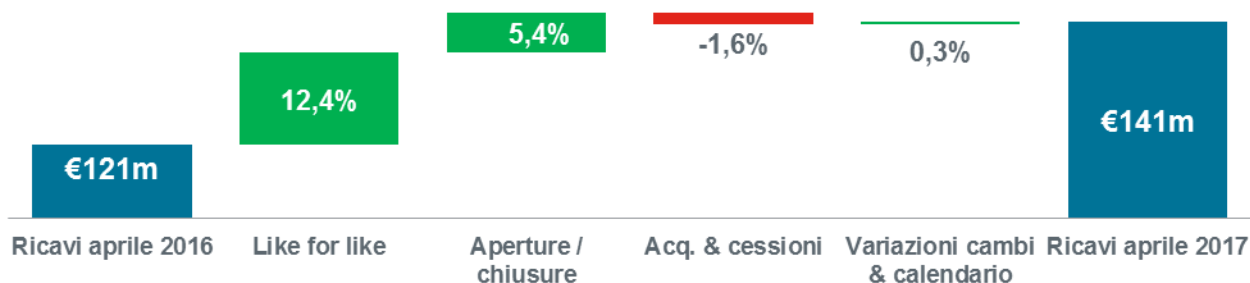 5,4%
-1,6%
0,3%
12,4%
€121m
€141m
Ricavi aprile 2016
Like for like
Aperture /
chiusure
Acq. & cessioni
Variazioni cambi
& calendario
Ricavi aprile 2017